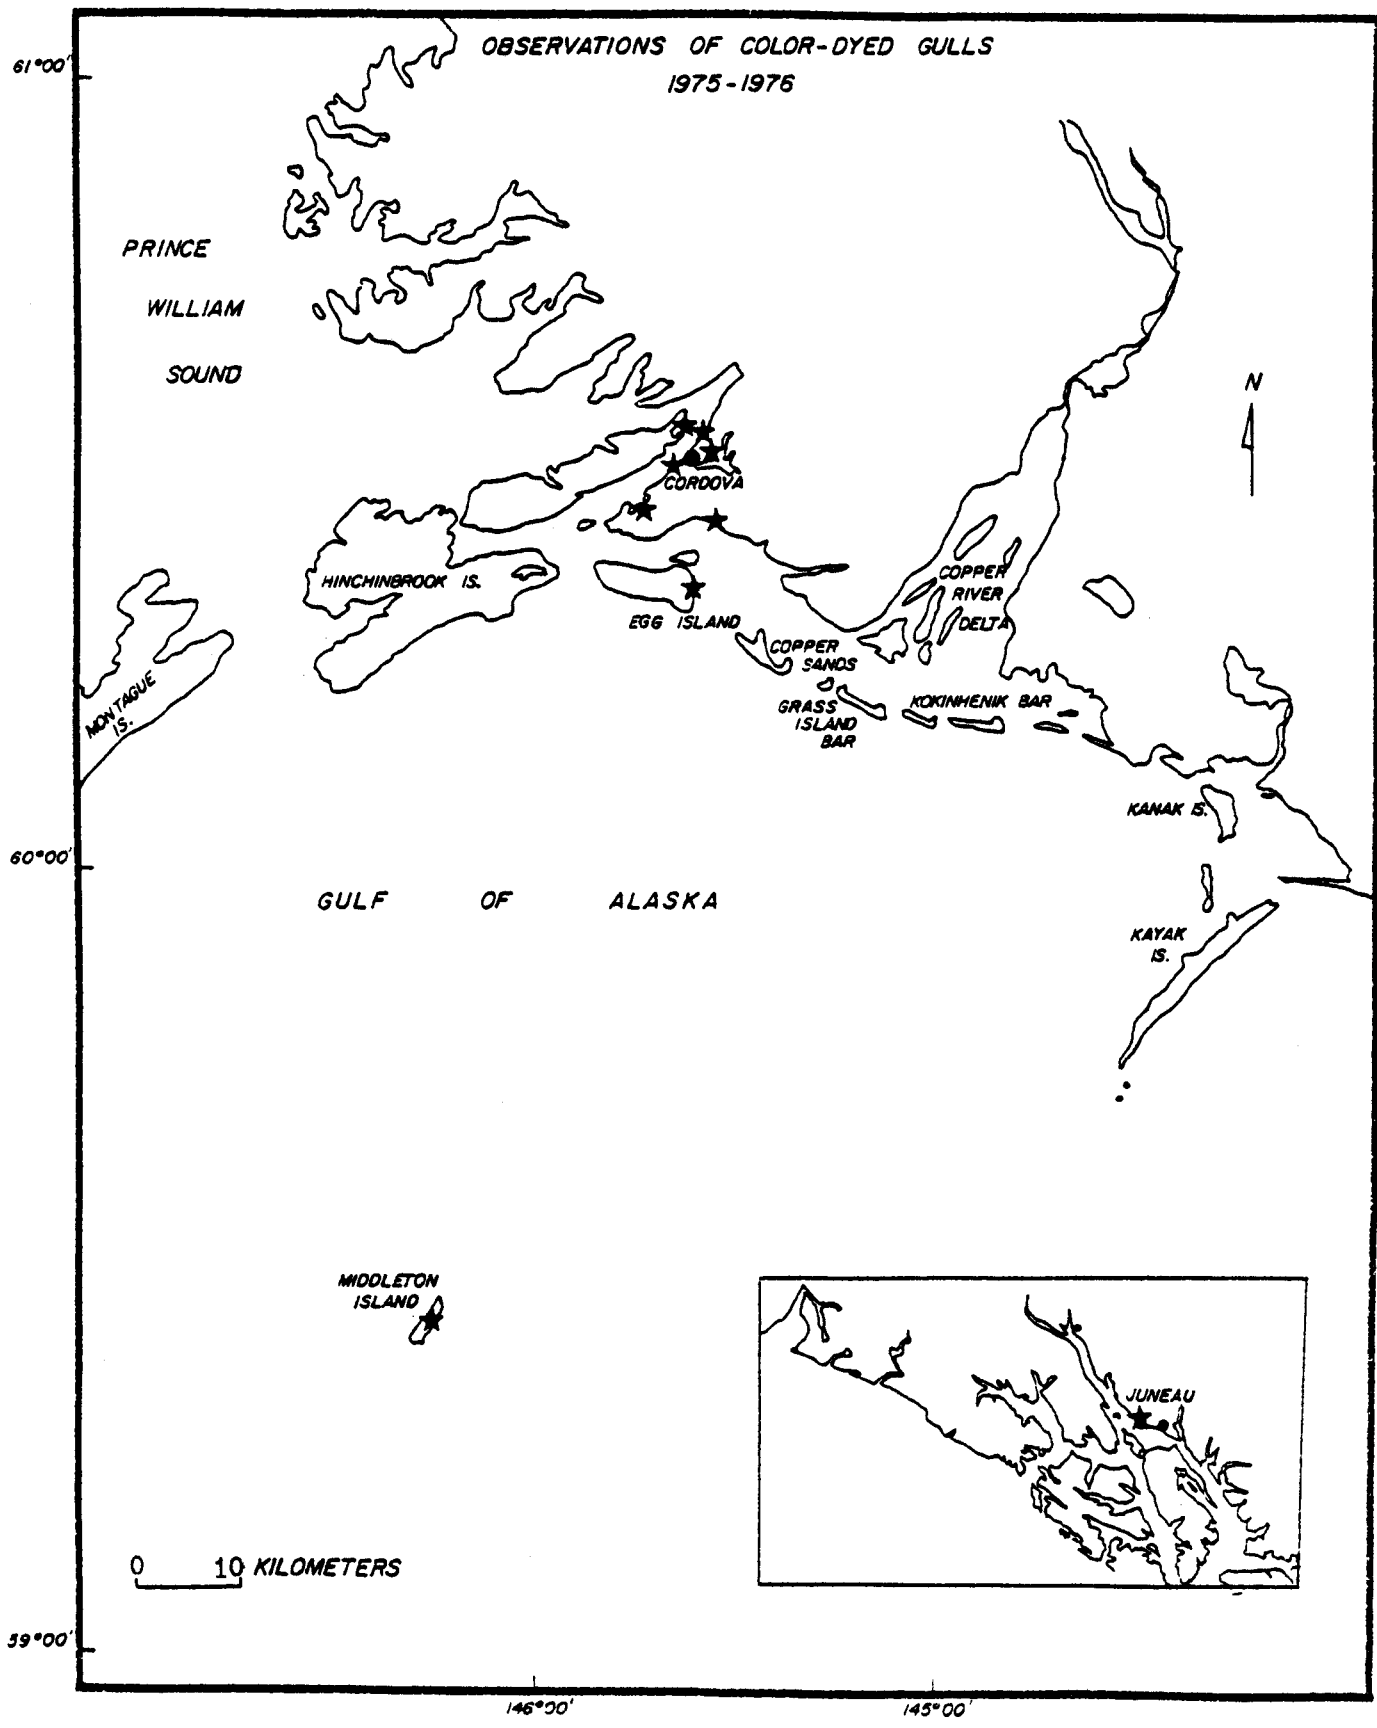 OBSERVATIONS OF COLOR-DYED GULLS
1975-1976
61°00'
PRINCE
WILLIAM
SOUND
N
CORDOVA
HINCHINBROOK IS.
COPPER
RIVER
DELTA
EGG ISLAND
COPPER
SANDS
MONTAGUE
IS.
GRASS
ISLAND
BAR
KOKINHENIK BAR
KANAK IS.
60°00'
GULF OF ALASKA
KAYAK
IS.
MIDDLETON
ISLAND
JUNEAU
0 10 KILOMETERS
59°00'
146°00'
145°00'